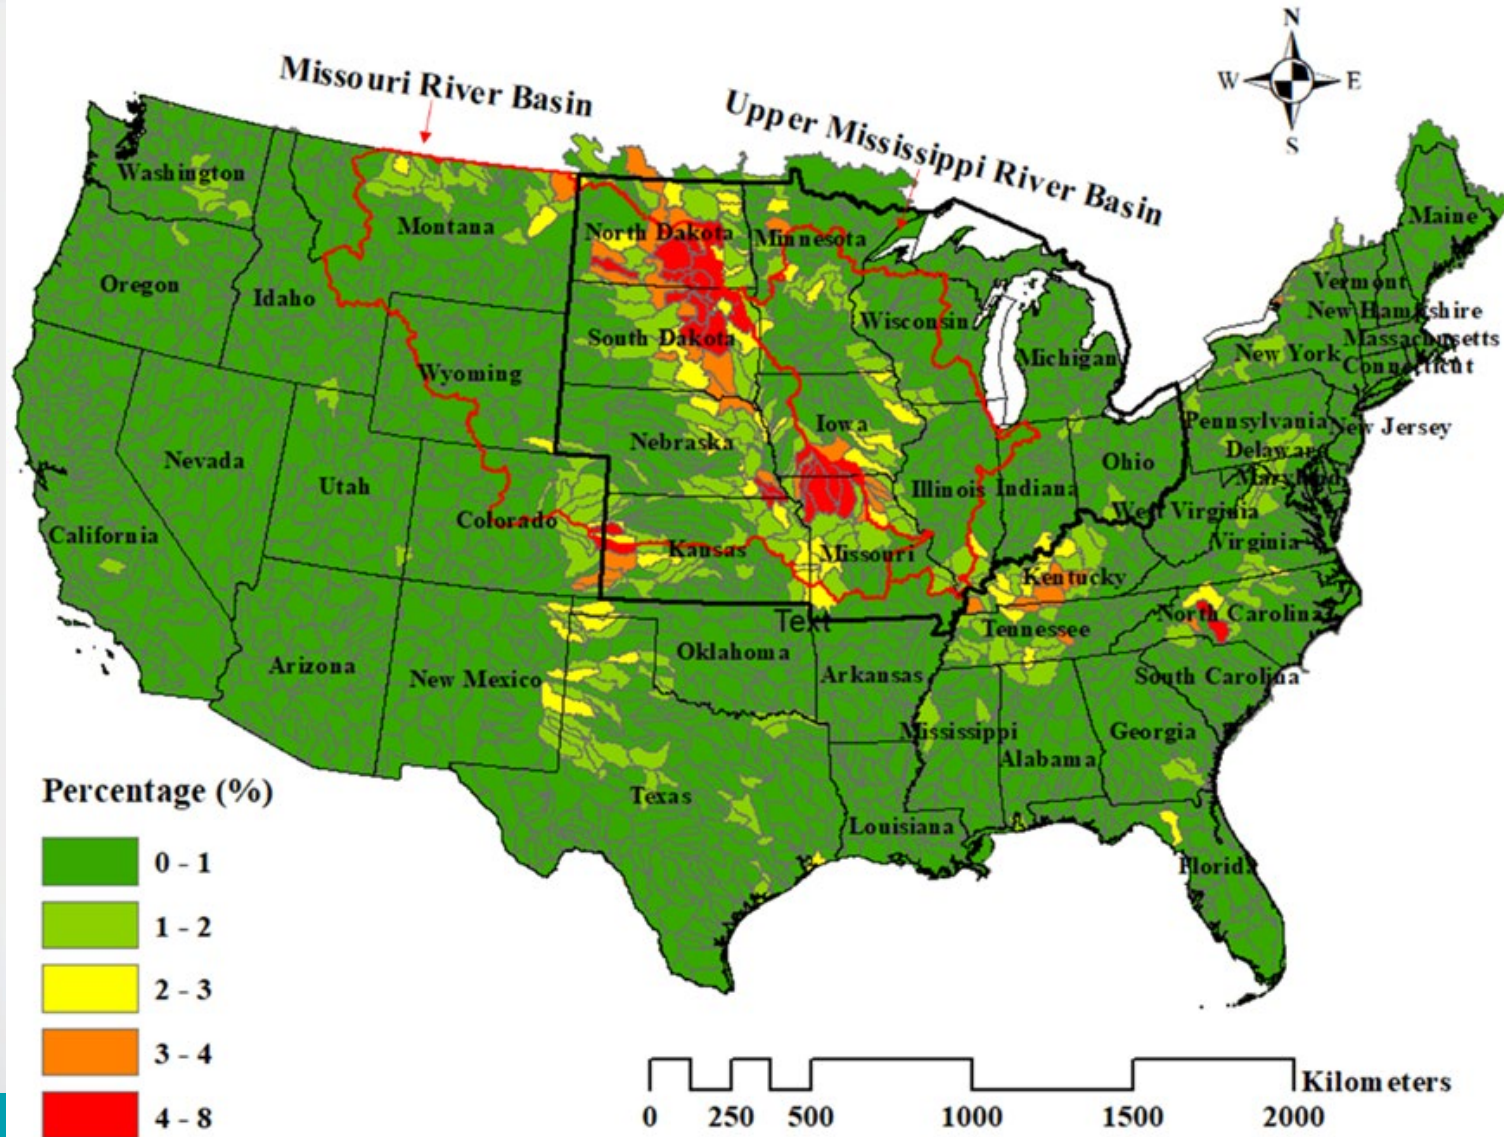 N
W E
S
Missouri River Basin
Upper Mississippi River Basin
Washington
Montana
North Dakota
Minnesota
Maine
Oregon
Idaho
Vermont
New Hampshire
South Dakota
Wisconsin
Massachusetts
Wyoming
Michigan
New York
Connecticut
Iowa
Pennsylvania
New Jersey
Nebraska
Nevada
Ohio
Delaware
Utah
Illinois
Indiana
Maryland
California
Colorado
Kansas
Missouri
West Virginia
Virginia
Kentucky
Text
North Carolina
Tennessee
Oklahoma
Arizona
New Mexico
Arkansas
South Carolina
Mississippi
Georgia
Alabama
Texas
Louisiana
Florida
Percentage (%)
0 - 1
1 - 2
2 - 3
3 - 4
4 - 8
Kilometers
0 250 500 1000 1500 2000